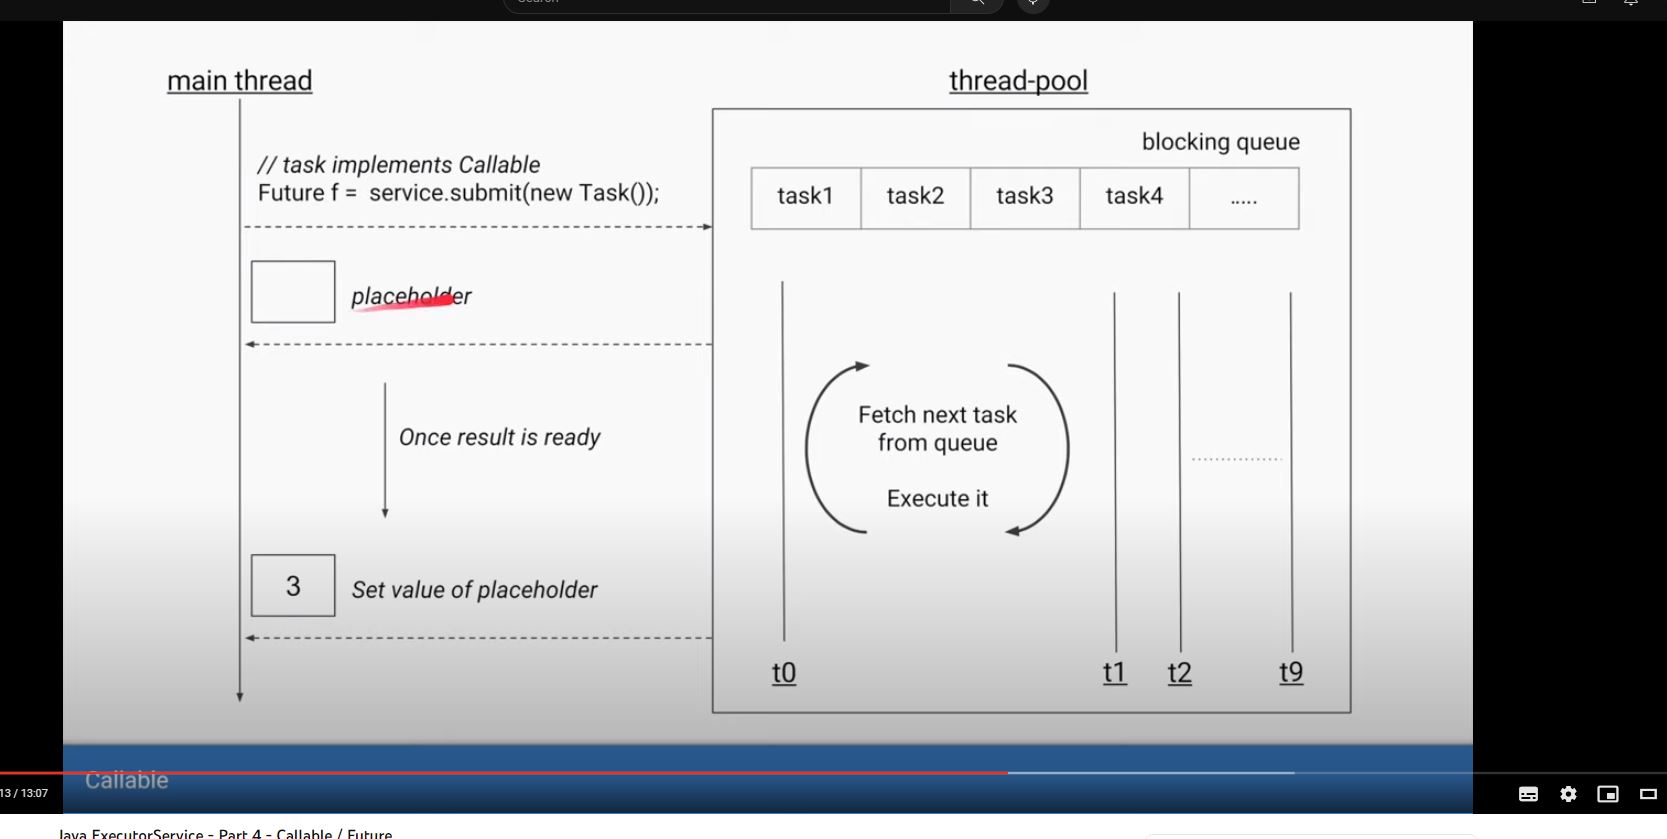 Search
main thread
thread-pool
blocking queue
// task implements Callable
Future f = service.submit(new Task());
task1 task2 task3 task4 .....
placeholder
Fetch next task
from queue
Once result is ready
Execute it
3 Set value of placeholder
t0 t1 t2 t9
Callable
13 / 13:07
Java ExecutorService - Part 4 - Callable / Future